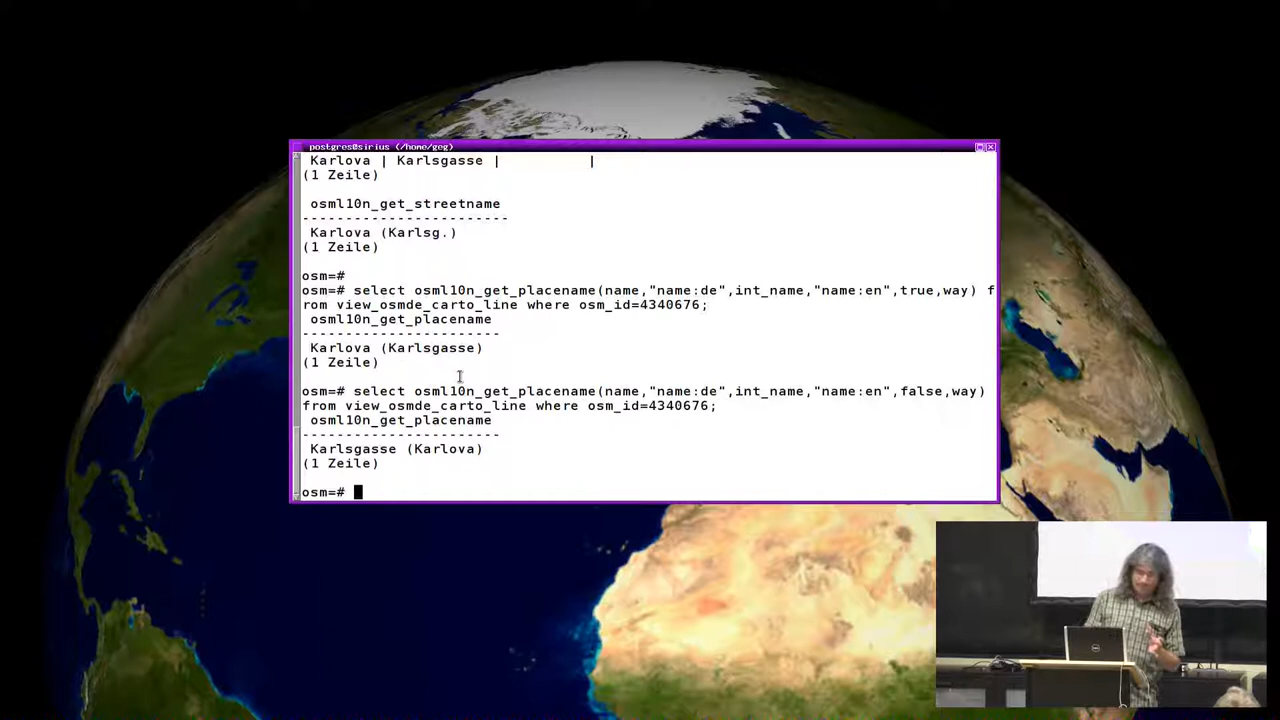 postgres@sirius (/home/geg)
Karlova | Karlsgasse |           |
(1 Zeile)
osml10n_get_streetname
------------------------
Karlova (Karlsg.)
(1 Zeile)
osm=#
osm=# select osml10n_get_placename(name,"name:de",int_name,"name:en",true,way) f
rom view_osmde_carto_line where osm_id=4340676;
osml10n_get_placename
-----------------------
Karlova (Karlsgasse)
(1 Zeile)
osm=# select osml10n_get_placename(name,"name:de",int_name,"name:en",false,way)
from view_osmde_carto_line where osm_id=4340676;
osml10n_get_placename
-----------------------
Karlsgasse (Karlova)
(1 Zeile)
osm=#